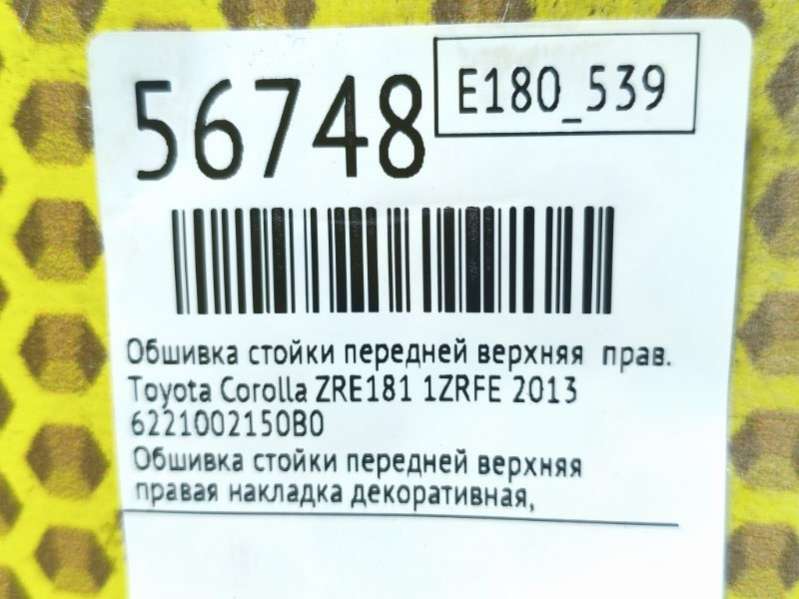 56748
E180_539
Обшивка стойки передней верхняя прав.
Toyota Corolla ZRE181 1ZRFE 2013
6221002150B0
Обшивка стойки передней верхняя
правая накладка декоративная,